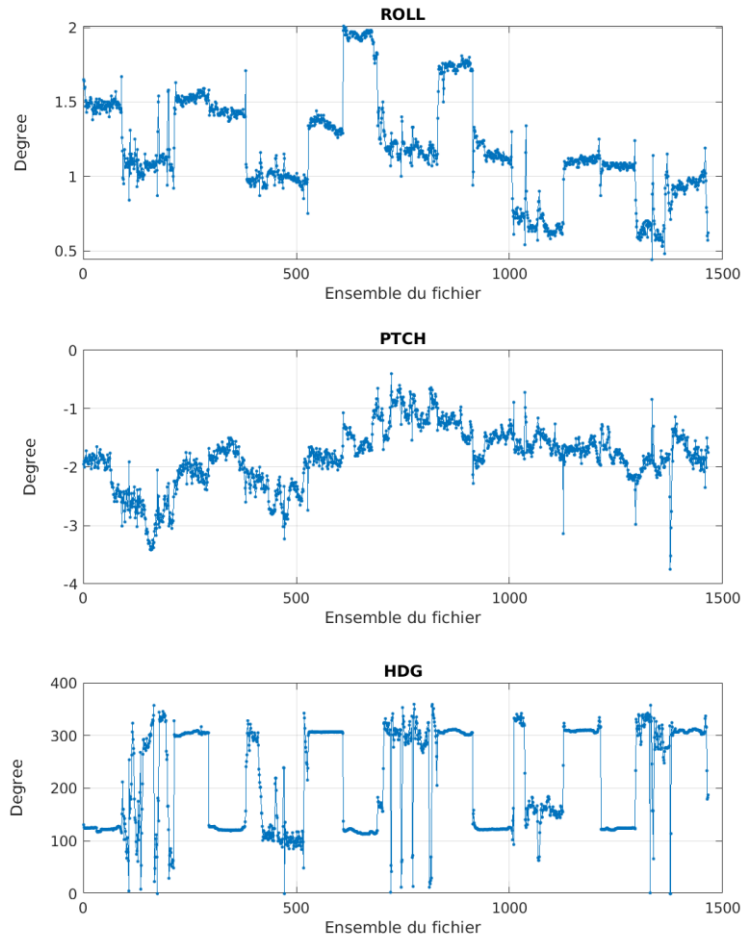 ROLL
2
1.5
1
0.5
Degree
0 500 1000 1500
Ensemble du fichier
PTCH
0
-1
-2
-3
-4
Degree
0 500 1000 1500
Ensemble du fichier
HDG
400
300
200
100
0
Degree
0 500 1000 1500
Ensemble du fichier